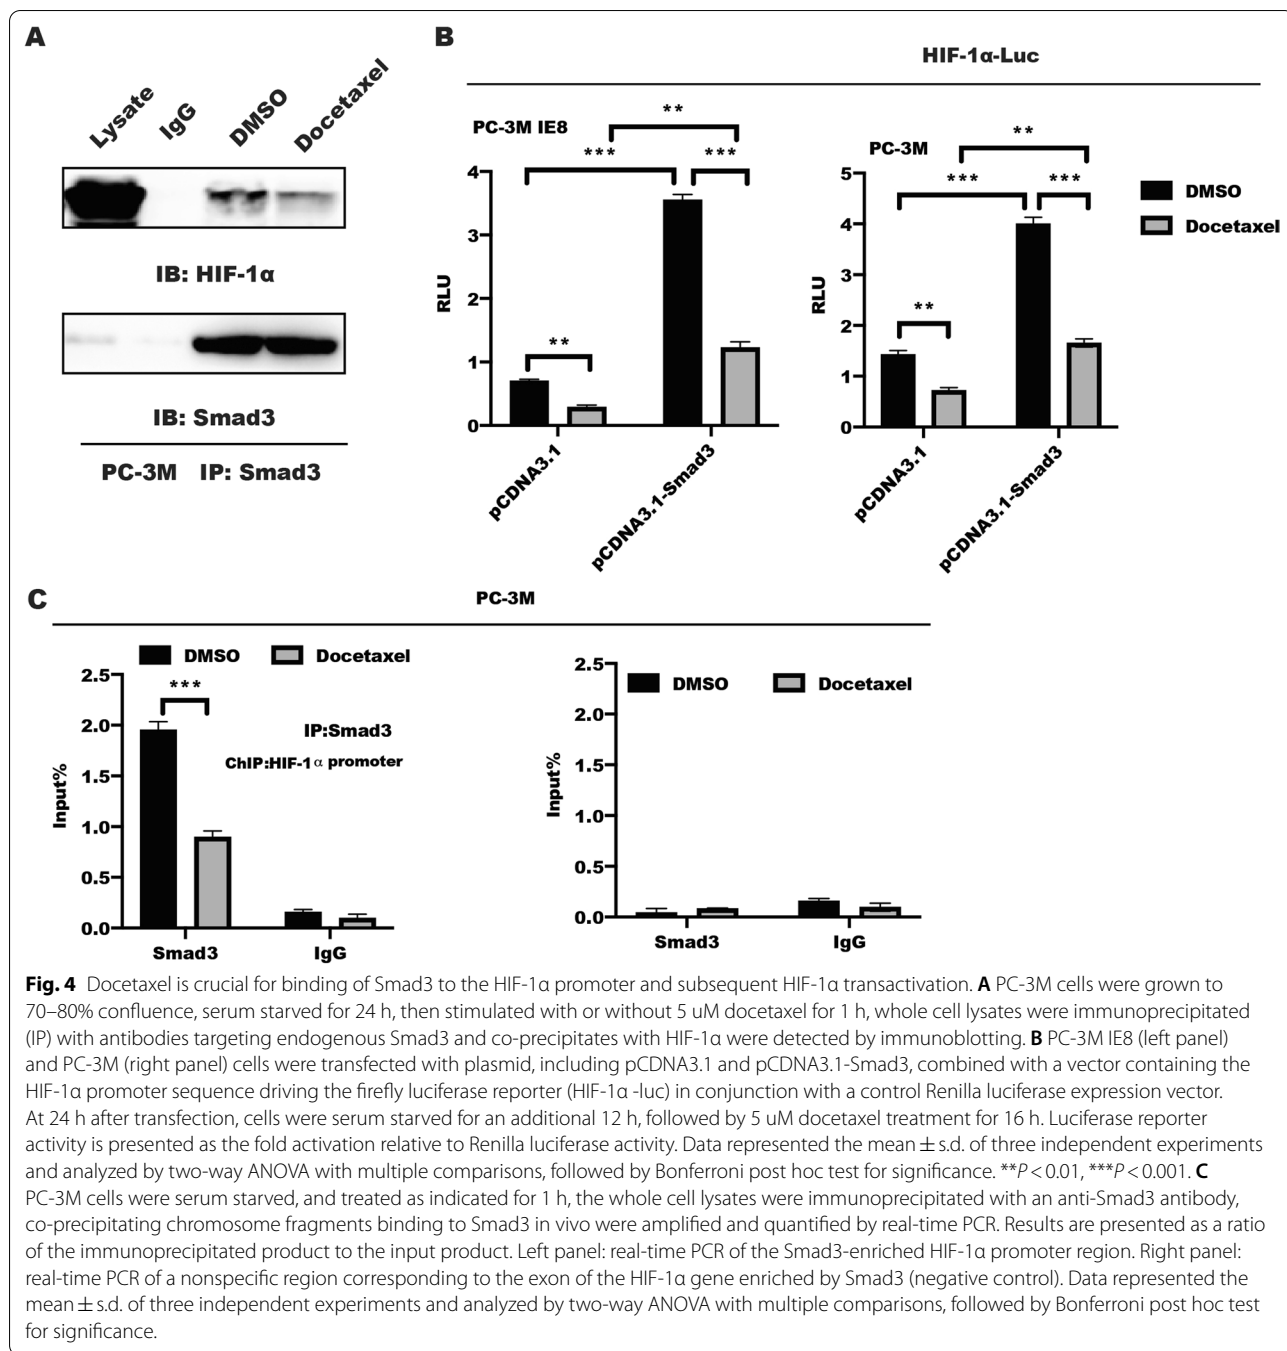 A
Lysate
IgG
DMSO
Docetaxel
IB: HIF-1α
IB: Smad3
PC-3M IP: Smad3
B
HIF-1α-Luc
PC-3M IE8
**
***
***
**
4
3
2
1
0
RLU
pCDNA3.1
pCDNA3.1-Smad3
PC-3M
**
***
***
**
5
4
3
2
1
0
RLU
pCDNA3.1
pCDNA3.1-Smad3
DMSO
Docetaxel
C
PC-3M
DMSO Docetaxel
***
IP:Smad3
ChIP:HIF-1α promoter
2.5
2.0
1.5
1.0
0.5
0.0
Input%
Smad3 IgG
DMSO Docetaxel
2.5
2.0
1.5
1.0
0.5
0.0
Input%
Smad3 IgG
Fig. 4 Docetaxel is crucial for binding of Smad3 to the HIF-1α promoter and subsequent HIF-1α transactivation. A PC-3M cells were grown to
70–80% confluence, serum starved for 24 h, then stimulated with or without 5 uM docetaxel for 1 h, whole cell lysates were immunoprecipitated
(IP) with antibodies targeting endogenous Smad3 and co-precipitates with HIF-1α were detected by immunoblotting. B PC-3M IE8 (left panel)
and PC-3M (right panel) cells were transfected with plasmid, including pCDNA3.1 and pCDNA3.1-Smad3, combined with a vector containing the
HIF-1α promoter sequence driving the firefly luciferase reporter (HIF-1α -luc) in conjunction with a control Renilla luciferase expression vector.
At 24 h after transfection, cells were serum starved for an additional 12 h, followed by 5 uM docetaxel treatment for 16 h. Luciferase reporter
activity is presented as the fold activation relative to Renilla luciferase activity. Data represented the mean ± s.d. of three independent experiments
and analyzed by two-way ANOVA with multiple comparisons, followed by Bonferroni post hoc test for significance. **P < 0.01, ***P < 0.001. C
PC-3M cells were serum starved, and treated as indicated for 1 h, the whole cell lysates were immunoprecipitated with an anti-Smad3 antibody,
co-precipitating chromosome fragments binding to Smad3 in vivo were amplified and quantified by real-time PCR. Results are presented as a ratio
of the immunoprecipitated product to the input product. Left panel: real-time PCR of the Smad3-enriched HIF-1α promoter region. Right panel:
real-time PCR of a nonspecific region corresponding to the exon of the HIF-1α gene enriched by Smad3 (negative control). Data represented the
mean ± s.d. of three independent experiments and analyzed by two-way ANOVA with multiple comparisons, followed by Bonferroni post hoc test
for significance.